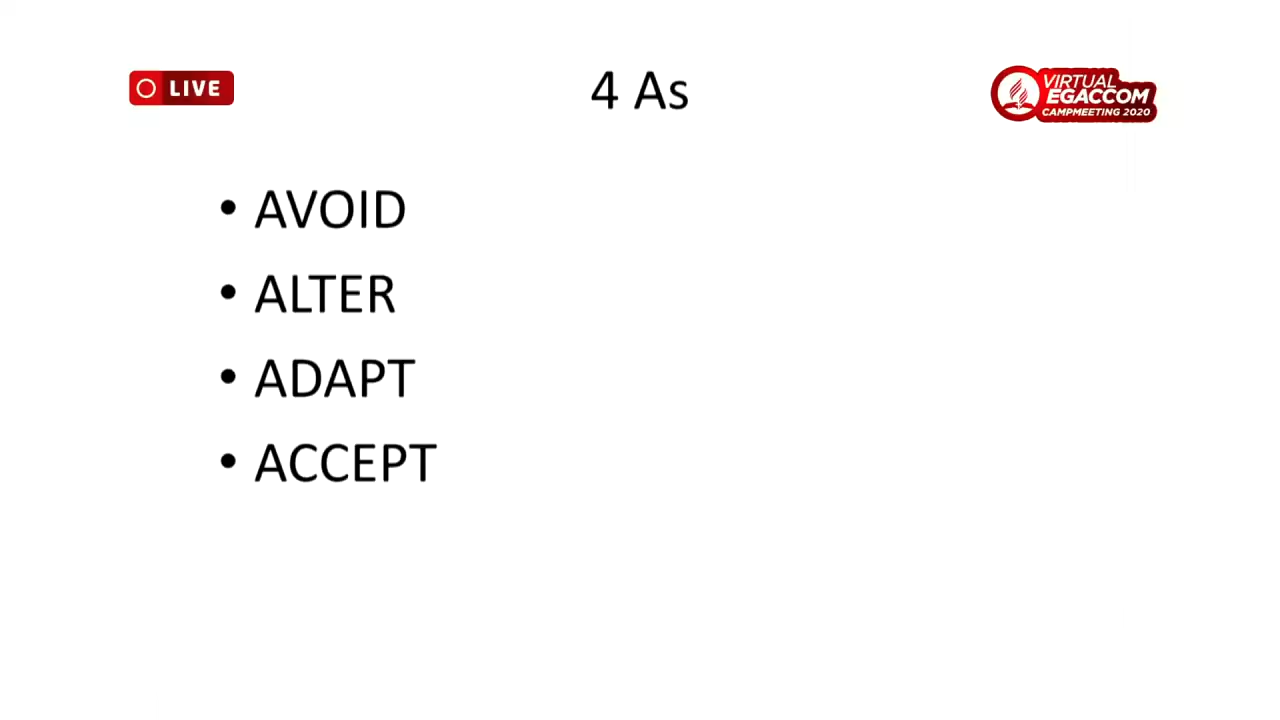 LIVE
4 As
VIRTUAL
EGACCOM
CAMPMEETING 2020
• AVOID
• ALTER
• ADAPT
• ACCEPT